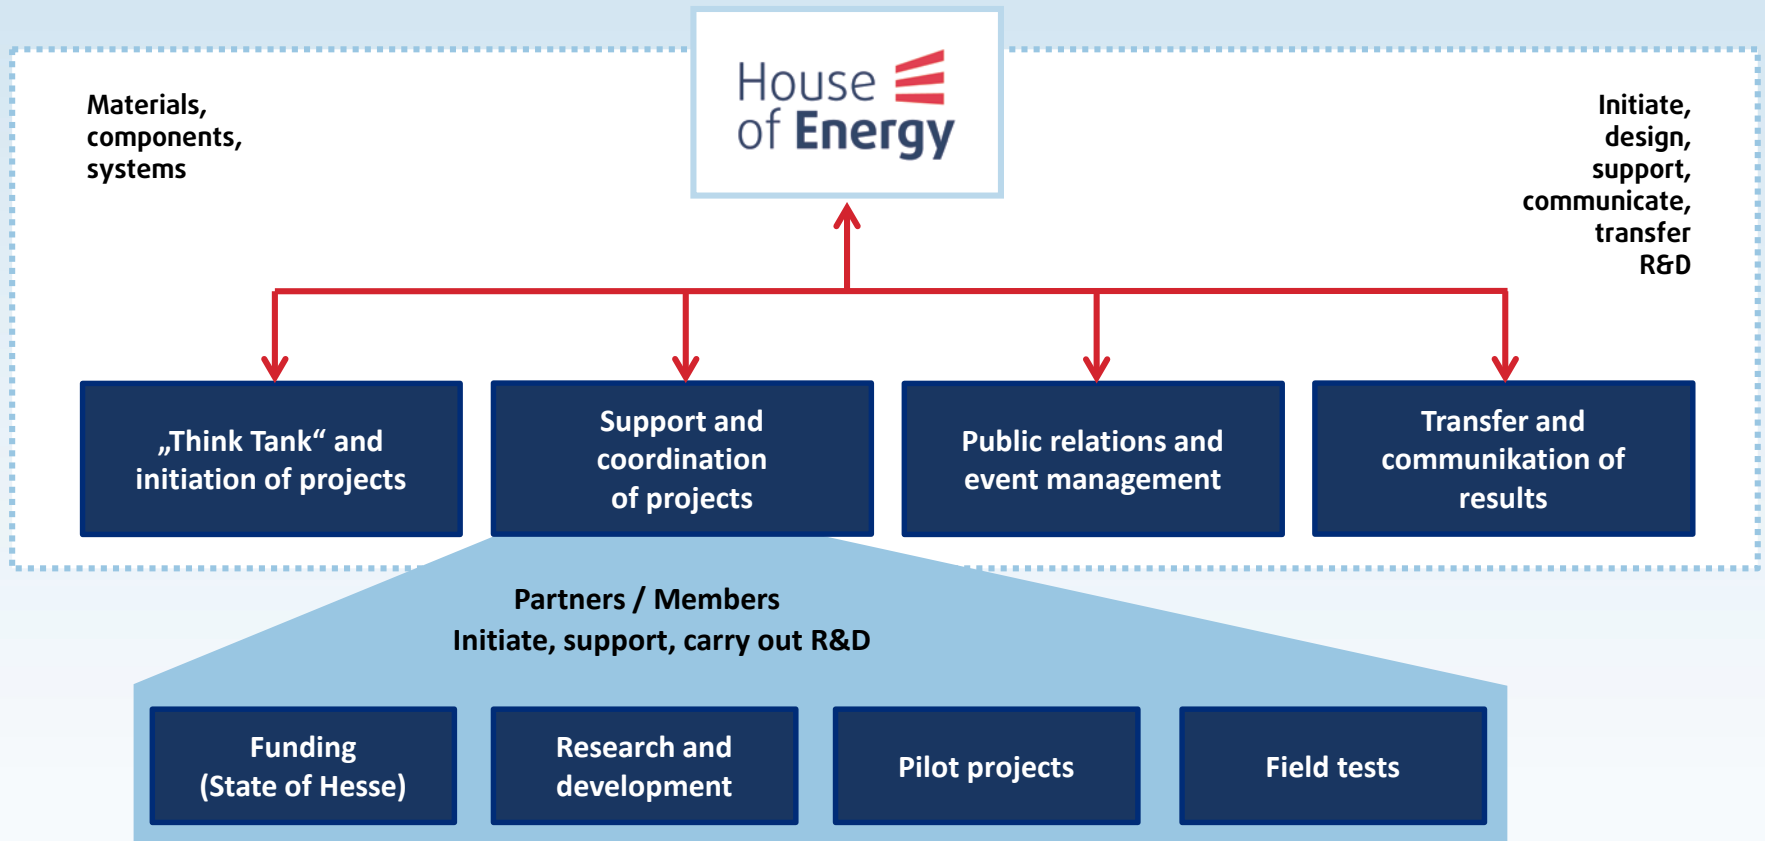 House
of Energy
Materials,
components,
systems
Initiate,
design,
support,
communicate,
transfer
R&D
„Think Tank“ and
initiation of projects
Support and
coordination
of projects
Public relations and
event management
Transfer and
communikation of
results
Partners / Members
Initiate, support, carry out R&D
Funding
(State of Hesse)
Research and
development
Pilot projects
Field tests